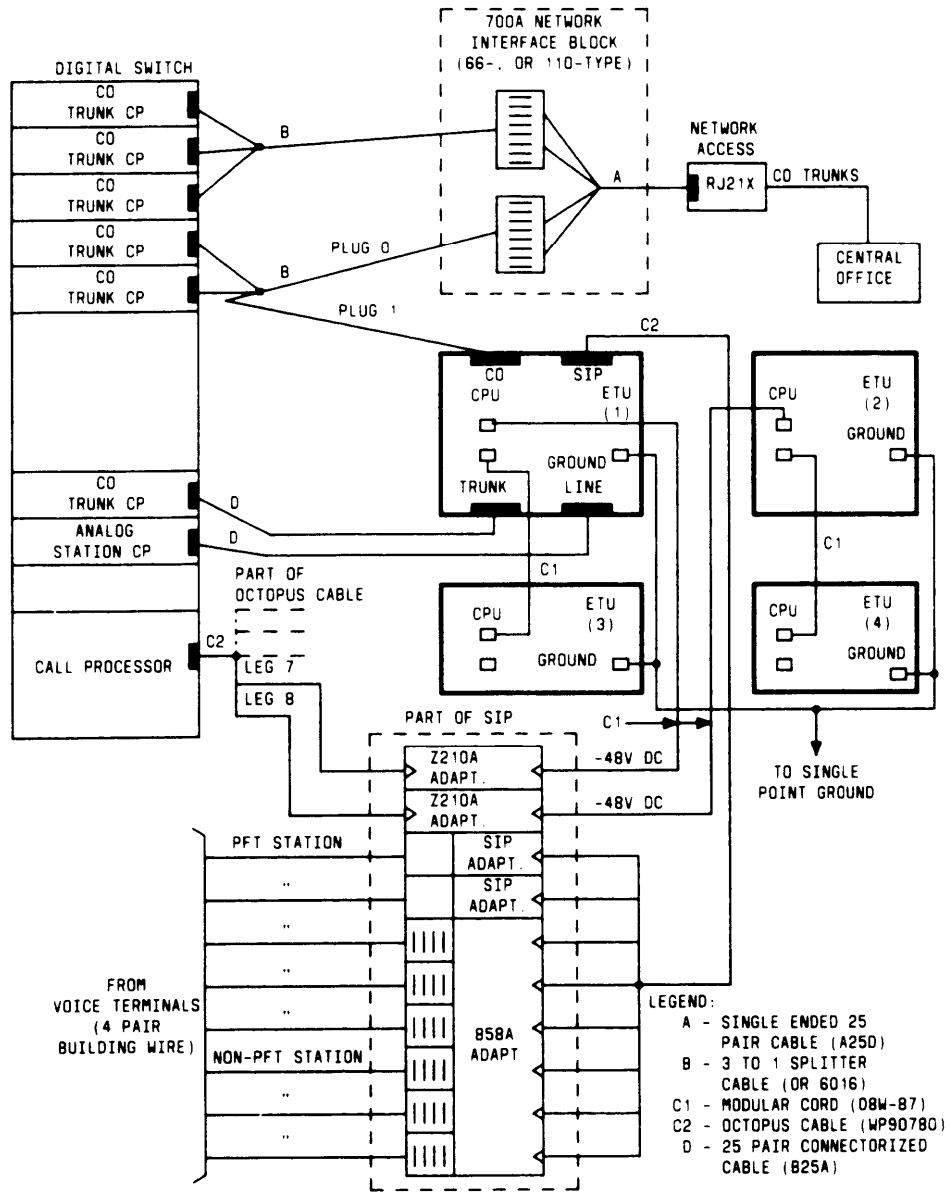 700A NETWORK
INTERFACE BLOCK
(66-. OR 110-TYPE)
DIGITAL SWITCH
CO
TRUNK CP
CO
TRUNK CP
CO
TRUNK CP
CO
TRUNK CP
CO
TRUNK CP
B
B
PLUG 0
PLUG 1
A
NETWORK
ACCESS
RJ21X
CO TRUNKS
CENTRAL
OFFICE
C2
CO
SIP
CPU
ETU
(1)
GROUND
TRUNK
LINE
CPU
ETU
(2)
GROUND
CO
TRUNK CP
D
ANALOG
STATION CP
D
C1
C1
PART OF
OCTOPUS CABLE
CPU
ETU
(3)
GROUND
CPU
ETU
(4)
GROUND
CALL PROCESSOR
C2
LEG 7
LEG 8
PART OF SIP
C1
TO SINGLE
POINT GROUND
Z210A
ADAPT.
-48V DC
Z210A
ADAPT.
-48V DC
PFT STATION
SIP
ADAPT.
"
SIP
ADAPT.
"
"
"
FROM
VOICE TERMINALS
(4 PAIR
BUILDING WIRE)
NON-PFT STATION
"
"
858A
ADAPT
LEGEND:
A - SINGLE ENDED 25
PAIR CABLE (A25D)
B - 3 TO 1 SPLITTER
CABLE (OR 6016)
C1 - MODULAR CORD (D8W-87)
C2 - OCTOPUS CABLE (WP90780)
D - 25 PAIR CONNECTORIZED
CABLE (B25A)